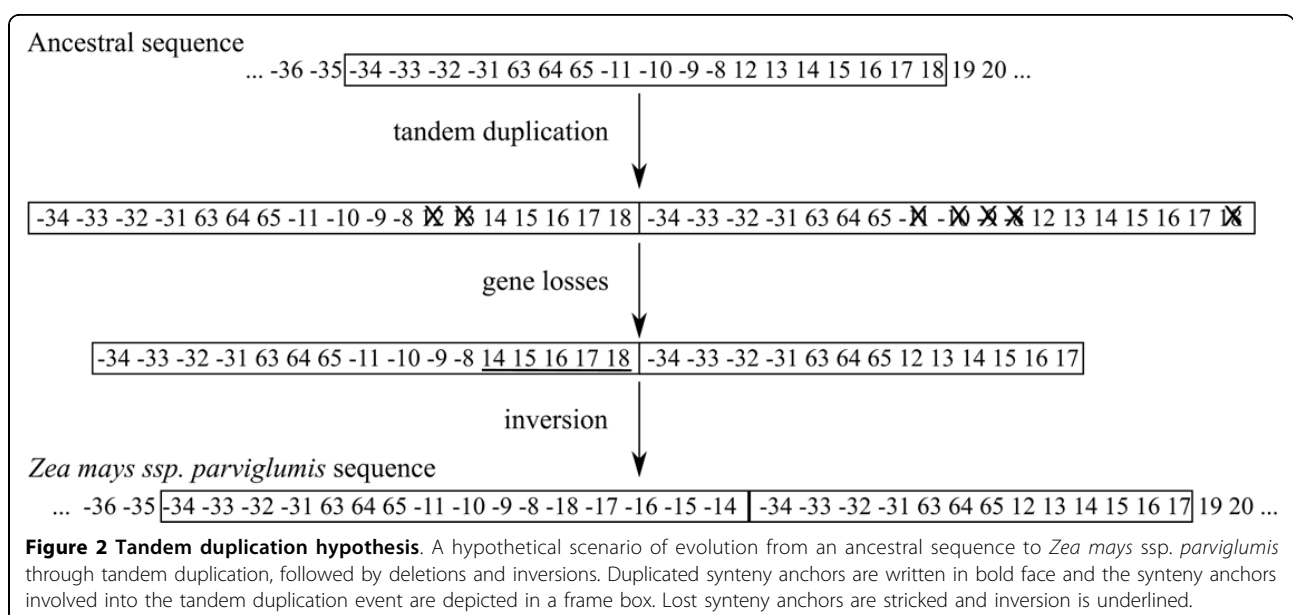 Ancestral sequence
... -36 -35 -34 -33 -32 -31 63 64 65 -11 -10 -9 -8 12 13 14 15 16 17 18 19 20 ...
tandem duplication
-34 -33 -32 -31 63 64 65 -11 -10 -9 -8 12 13 14 15 16 17 18 -34 -33 -32 -31 63 64 65 -11 -10 -9 -8 12 13 14 15 16 17 18
gene losses
-34 -33 -32 -31 63 64 65 -11 -10 -9 -8 14 15 16 17 18 -34 -33 -32 -31 63 64 65 12 13 14 15 16 17
inversion
Zea mays ssp. parviglumis sequence
... -36 -35 -34 -33 -32 -31 63 64 65 -11 -10 -9 -8 -18 -17 -16 -15 -14 -34 -33 -32 -31 63 64 65 12 13 14 15 16 17 19 20 ...
Figure 2 Tandem duplication hypothesis. A hypothetical scenario of evolution from an ancestral sequence to Zea mays ssp. parviglumis
through tandem duplication, followed by deletions and inversions. Duplicated synteny anchors are written in bold face and the synteny anchors
involved into the tandem duplication event are depicted in a frame box. Lost synteny anchors are stricked and inversion is underlined.